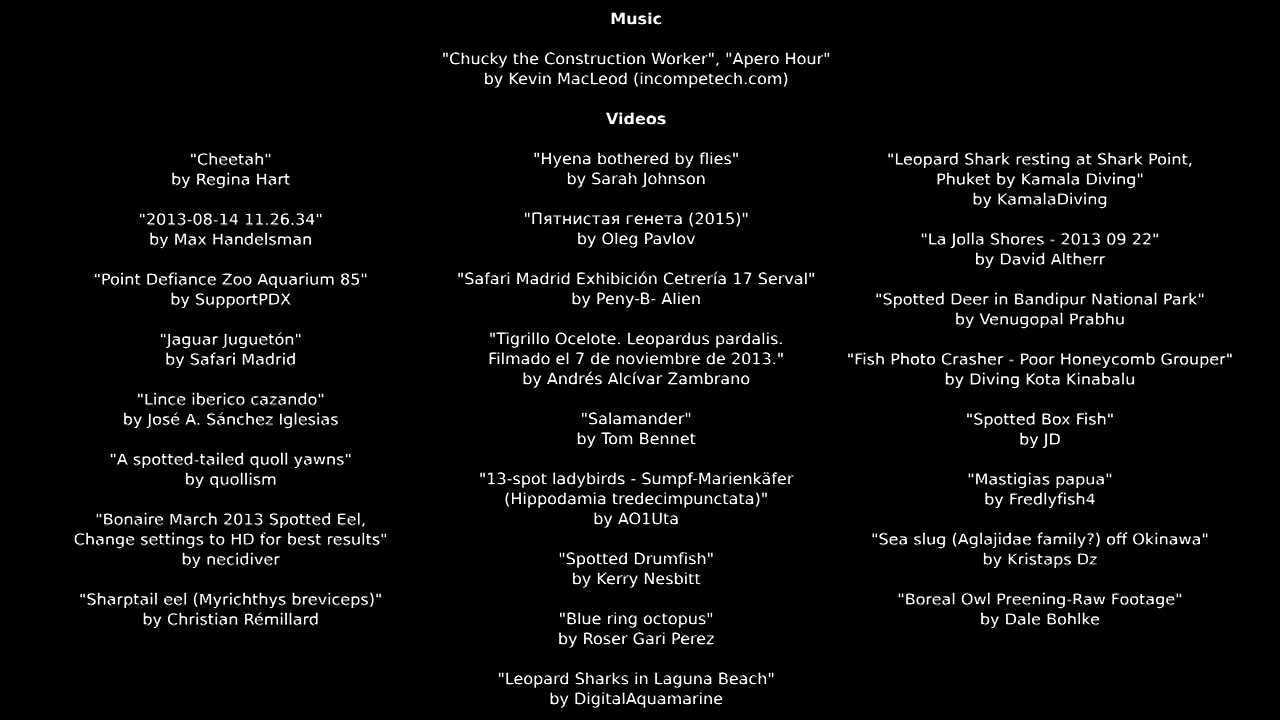 Music
"Chucky the Construction Worker", "Apero Hour"
by Kevin MacLeod (incompetech.com)
Videos
"Cheetah"
by Regina Hart
"2013-08-14 11.26.34"
by Max Handelsman
"Point Defiance Zoo Aquarium 85"
by SupportPDX
"Jaguar Juguetón"
by Safari Madrid
"Lince iberico cazando"
by José A. Sánchez Iglesias
"A spotted-tailed quoll yawns"
by quollism
"Bonaire March 2013 Spotted Eel,
Change settings to HD for best results"
by necidiver
"Sharptail eel (Myrichthys breviceps)"
by Christian Rémillard
"Hyena bothered by flies"
by Sarah Johnson
"Пятнистая генета (2015)"
by Oleg Pavlov
"Safari Madrid Exhibición Cetrería 17 Serval"
by Peny-B- Alien
"Tigrillo Ocelote. Leopardus pardalis.
Filmado el 7 de noviembre de 2013."
by Andrés Alcívar Zambrano
"Salamander"
by Tom Bennet
"13-spot ladybirds - Sumpf-Marienkäfer
(Hippodamia tredecimpunctata)"
by AO1Uta
"Spotted Drumfish"
by Kerry Nesbitt
"Blue ring octopus"
by Roser Gari Perez
"Leopard Sharks in Laguna Beach"
by DigitalAquamarine
"Leopard Shark resting at Shark Point,
Phuket by Kamala Diving"
by KamalaDiving
"La Jolla Shores - 2013 09 22"
by David Altherr
"Spotted Deer in Bandipur National Park"
by Venugopal Prabhu
"Fish Photo Crasher - Poor Honeycomb Grouper"
by Diving Kota Kinabalu
"Spotted Box Fish"
by JD
"Mastigias papua"
by Fredlyfish4
"Sea slug (Aglajidae family?) off Okinawa"
by Kristaps Dz
"Boreal Owl Preening-Raw Footage"
by Dale Bohlke